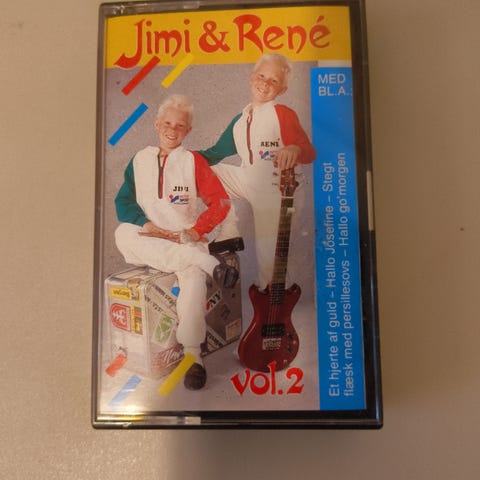 Jimi & René
MED
BL.A.:
Et hjerte af guld – Hallo Josefine – Stegt
flæsk med persillesovs – Hallo go'morgen
RENÉ
JIMI
vol.2